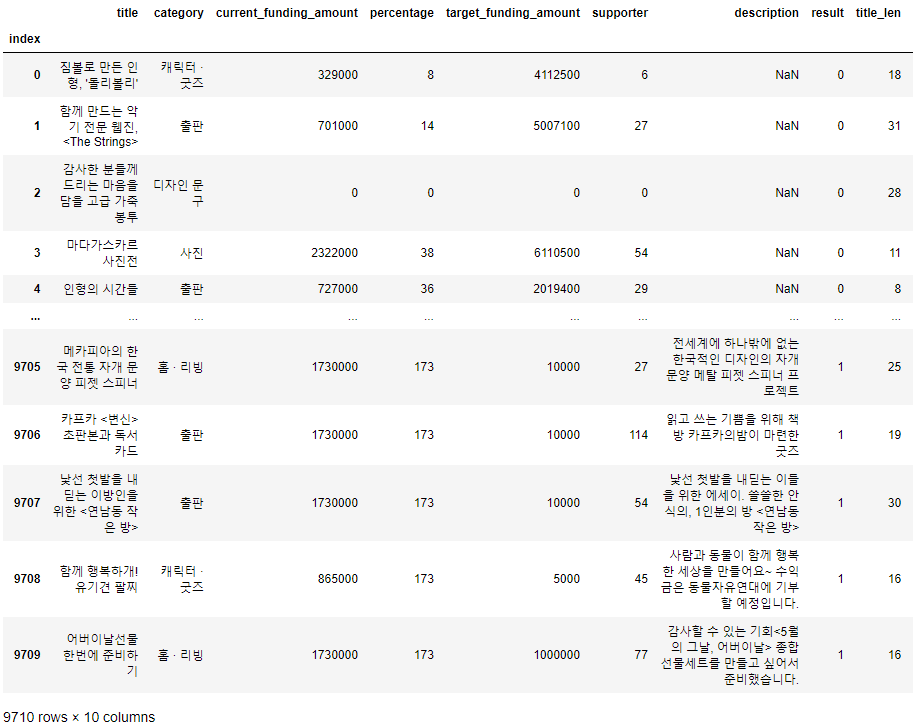 title category current_funding_amount percentage target_funding_amount supporter description result title_len
index
0 짐볼로 만든 인형, '돌리볼리' 캐릭터 · 굿즈 329000 8 4112500 6 NaN 0 18
1 함께 만드는 악기 전문 웹진, <The Strings> 출판 701000 14 5007100 27 NaN 0 31
2 감사한 분들께 드리는 마음을 담을 고급 가죽 봉투 디자인 문구 0 0 0 0 NaN 0 28
3 마다가스카르 사진전 사진 2322000 38 6110500 54 NaN 0 11
4 인형의 시간들 출판 727000 36 2019400 29 NaN 0 8
... ... ... ... ... ... ... ... ... ...
9705 메카피아의 한국 전통 자개 문양 피젯 스피너 홈 · 리빙 1730000 173 10000 27 전세계에 하나밖에 없는 한국적인 디자인의 자개 문양 메탈 피젯 스피너 프로젝트 1 25
9706 카프카 <변신> 초판본과 독서카드 출판 1730000 173 10000 114 읽고 쓰는 기쁨을 위해 책방 카프카의밤이 마련한 굿즈 1 19
9707 낯선 첫발을 내딛는 이방인을 위한 <연남동 작은 방> 출판 1730000 173 10000 54 낯선 첫발을 내딛는 이들을 위한 에세이. 쓸쓸한 안식의, 1인분의 방 <연남동 작은 방> 1 30
9708 함께 행복하개! 유기견 팔찌 캐릭터 · 굿즈 865000 173 5000 45 사람과 동물이 함께 행복한 세상을 만들어요~ 수익금은 동물자유연대에 기부할 예정입니다. 1 16
9709 어버이날선물 한번에 준비하기 홈 · 리빙 1730000 173 1000000 77 감사할 수 있는 기회<5월의 그날, 어버이날> 종합선물세트를 만들고 싶어서 준비했습니다. 1 16
9710 rows × 10 columns